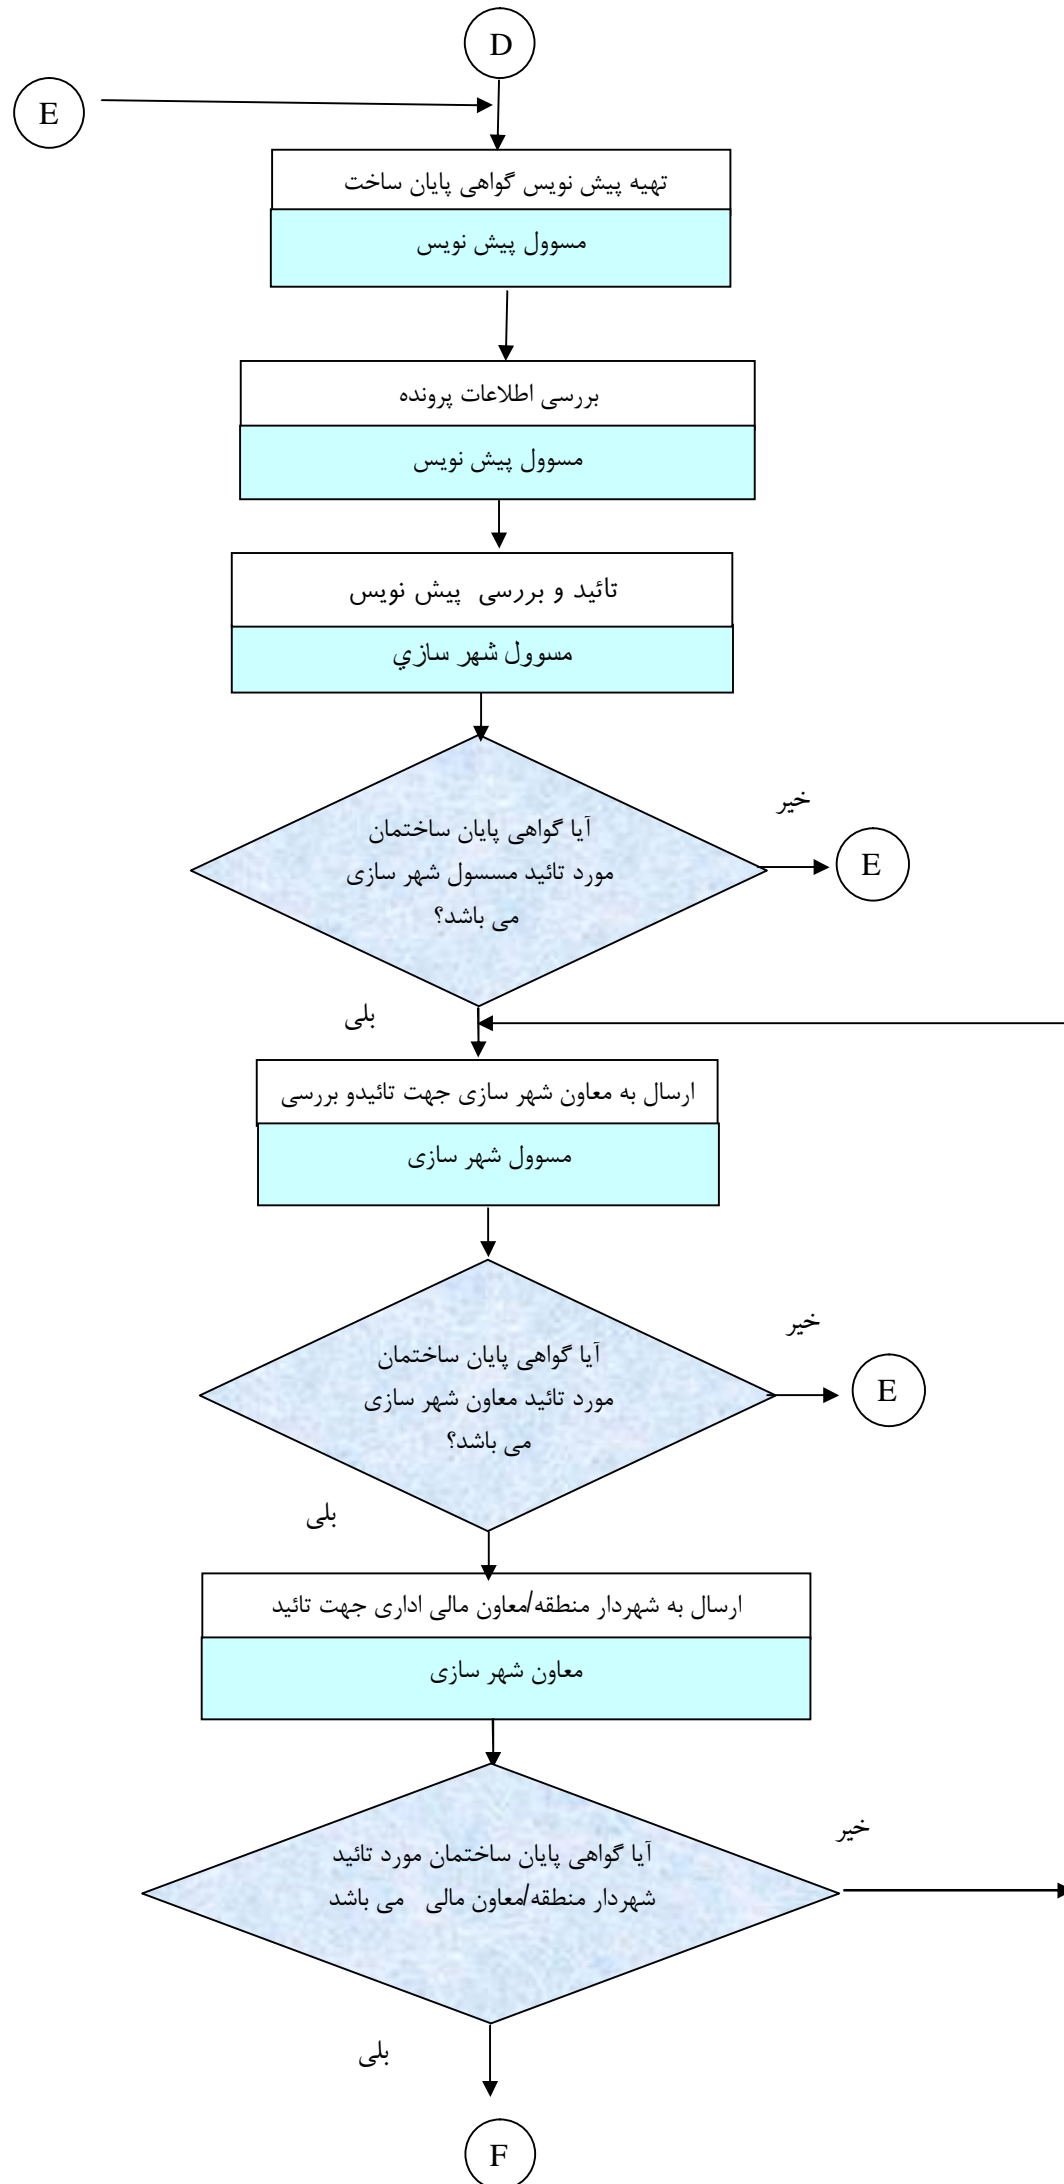 D
E
تهیه پیش نویس گواهی پایان ساخت
مسوول پیش نویس
بررسی اطلاعات پرونده
مسوول پیش نویس
تائید و بررسی پیش نویس
مسوول شهر سازي
آیا گواهی پایان ساختمان
مورد تائید مسسول شهر سازی
می باشد؟
خیر
E
بلی
ارسال به معاون شهر سازی جهت تائیدو بررسی
مسوول شهر سازی
آیا گواهی پایان ساختمان
مورد تائید معاون شهر سازی
می باشد؟
خیر
E
بلی
ارسال به شهردار منطقه/معاون مالی اداری جهت تائید
معاون شهر سازی
آیا گواهی پایان ساختمان مورد تائید
شهردار منطقه/معاون مالی می باشد
خیر
بلی
F